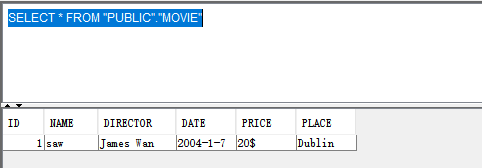 SELECT * FROM "PUBLIC"."MOVIE"
ID NAME DIRECTOR DATE PRICE PLACE
1 saw James Wan 2004-1-7 20$ Dublin